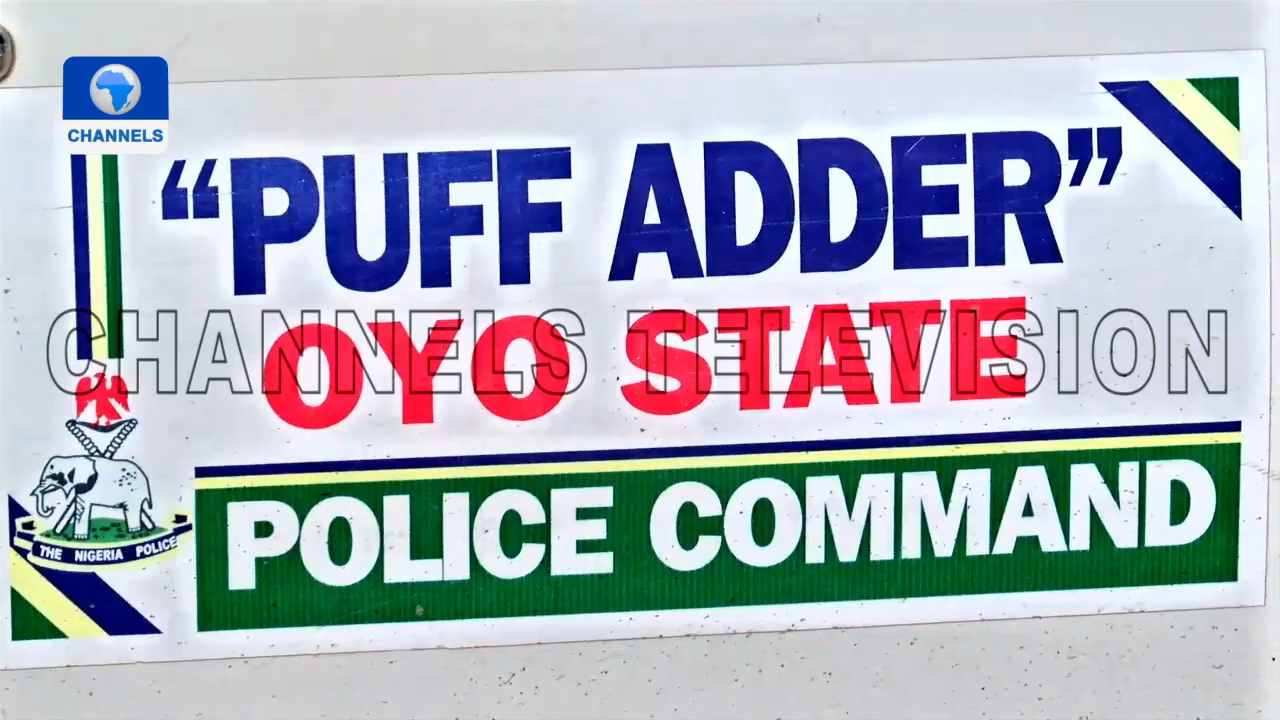 CHANNELS
“PUFF ADDER”
OYO STATE
CHANNELS TELEVISION
POLICE COMMAND
THE NIGERIA POLICE